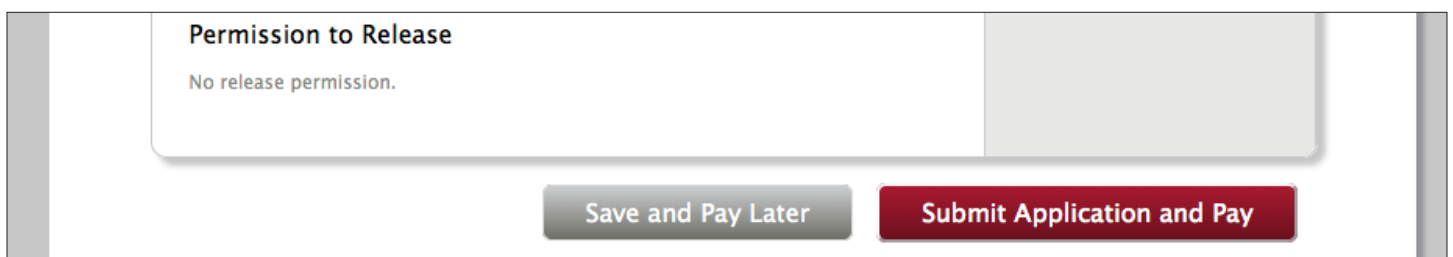 Permission to Release
No release permission.
Save and Pay Later
Submit Application and Pay